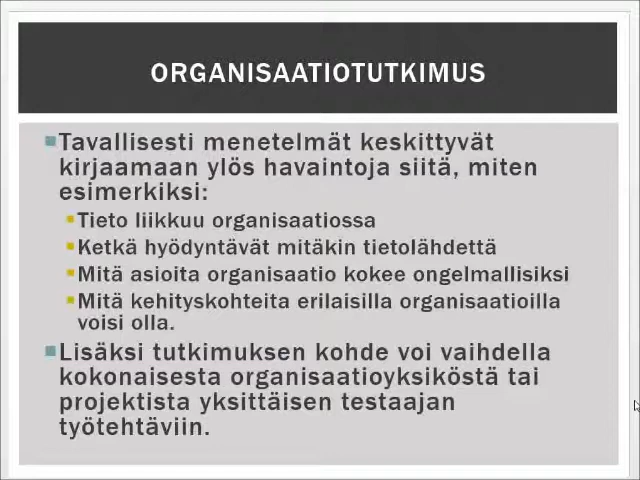 ORGANISAATIOTUTKIMUS
Tavallisesti menetelmät keskittyvät
kirjaamaan ylös havaintoja siitä, miten
esimerkiksi:
Tieto liikkuu organisaatiossa
Ketkä hyödyntävät mitäkin tietolähdettä
Mitä asioita organisaatio kokee ongelmallisiksi
Mitä kehityskohteita erilaisilla organisaatioilla
voisi olla.
Lisäksi tutkimuksen kohde voi vaihdella
kokonaisesta organisaatioyksiköstä tai
projektista yksittäisen testaajan
työtehtäviin.